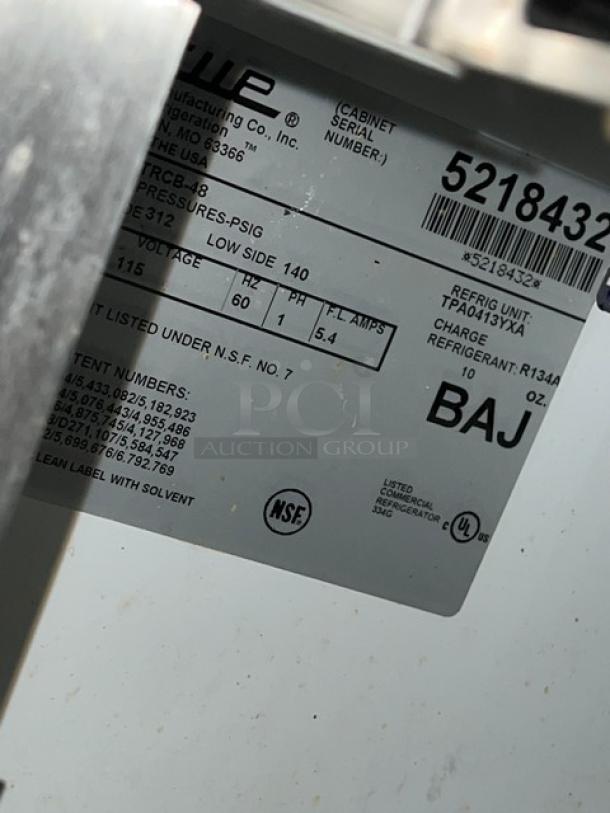 True®
ufacturing Co., Inc.
frigeration
N, MO 63366™
THE USA
(CABINET
SERIAL
NUMBER:)
5218432
*5218432*
TRCB-48
PRESSURES-PSIG
DE 312 LOW SIDE 140
VOLTAGE HZ PH F.L. AMPS
115 60 1 5.4
REFRIG UNIT:
TPA0413YXA
CHARGE
REFRIGERANT: R134A
10 OZ.
BAJ
T LISTED UNDER N.S.F. NO. 7
TENT NUMBERS:
4/5,433,082/5,182,923
4/5,076,443/4,955,486
6/4,875,745/4,127,968
3/D271,107/5,584,547
2/5,699,676/6,792,769
LEAN LABEL WITH SOLVENT
NSF®
LISTED
COMMERCIAL
REFRIGERATOR
334G
C UL US
PCI
AUCTION GROUP